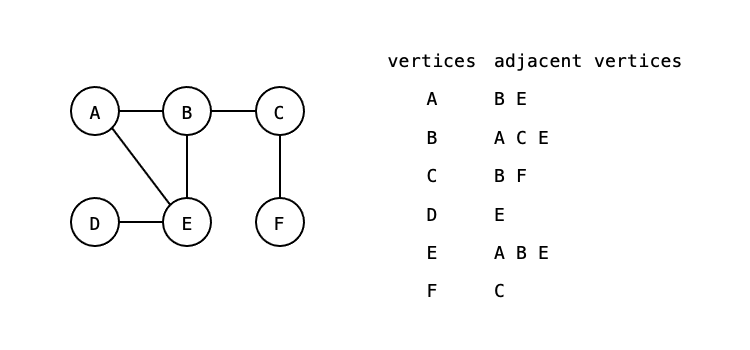 A B C
D E F
vertices adjacent vertices
A B E
B A C E
C B F
D E
E A B E
F C